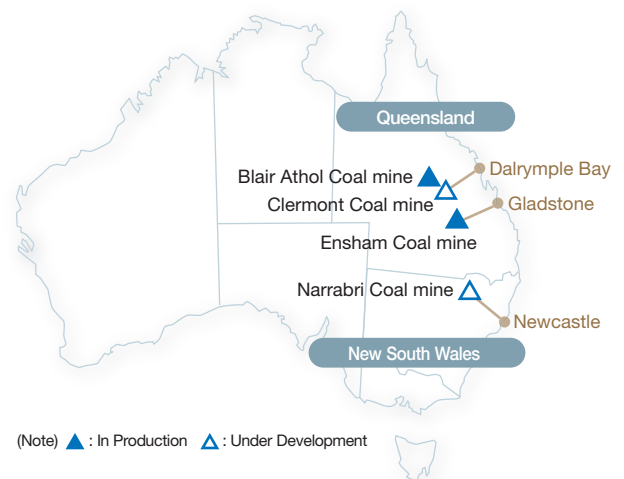 Queensland
Blair Athol Coal mine
Dalrymple Bay
Clermont Coal mine
Gladstone
Ensham Coal mine
Narrabri Coal mine
Newcastle
New South Wales
(Note) ▲ : In Production △ : Under Development